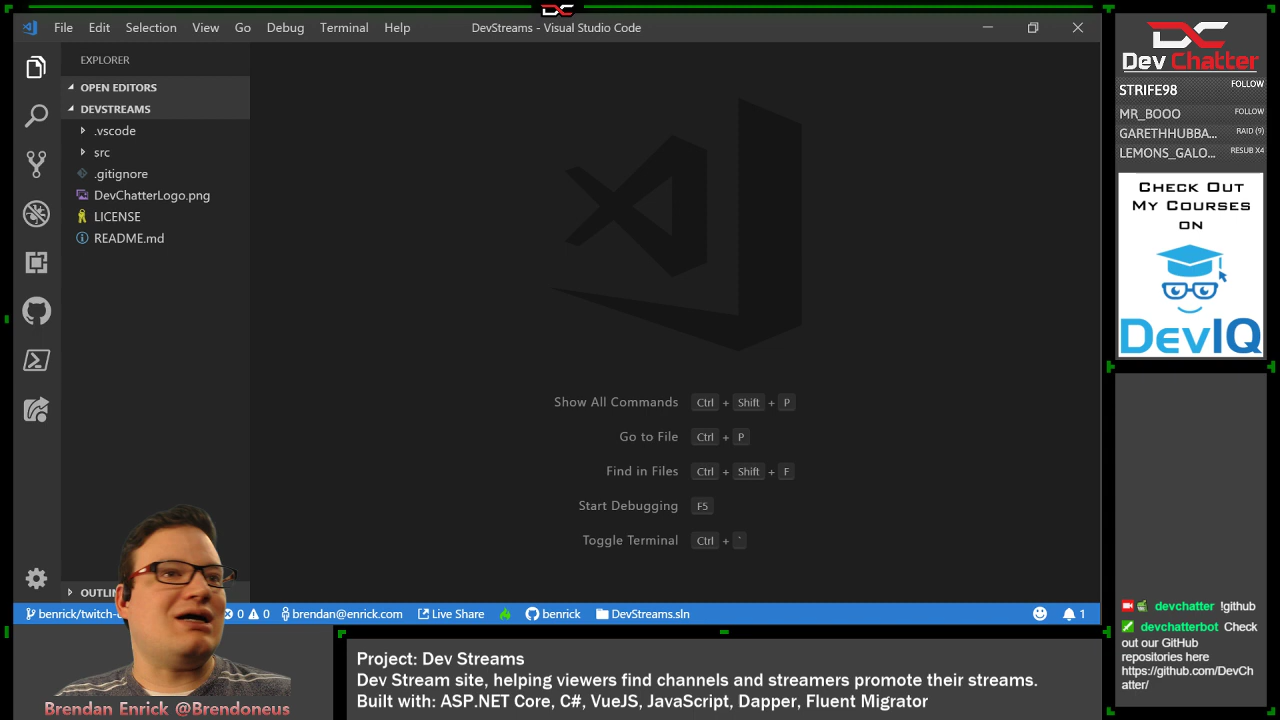 DC
File Edit Selection View Go Debug Terminal Help
DevStreams - Visual Studio Code
EXPLORER
OPEN EDITORS
DEVSTREAMS
.vscode
src
.gitignore
DevChatterLogo.png
LICENSE
README.md
Show All Commands Ctrl + Shift + P
Go to File Ctrl + P
Find in Files Ctrl + Shift + F
Start Debugging F5
Toggle Terminal Ctrl + `
benrick/twitch- 0 0 brendan@enrick.com Live Share benrick DevStreams.sln 1
Brendan Enrick @Brendoneus
Project: Dev Streams
Dev Stream site, helping viewers find channels and streamers promote their streams.
Built with: ASP.NET Core, C#, VueJS, JavaScript, Dapper, Fluent Migrator
DC
Dev Chatter
STRIFE98 FOLLOW
MR_BOOO FOLLOW
GARETHHUBBA... RAID (9)
LEMONS_GALO... RESUB X4
Check Out
My Courses
on
DevIQ
devchatter !github
devchatterbot Check
out our GitHub
repositories here
https://github.com/DevCh
atter/